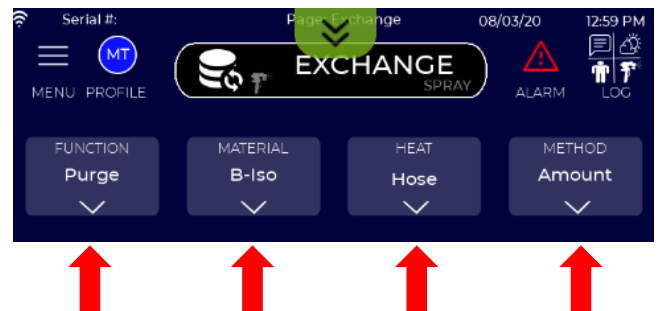 Serial #: Page: Exchange 08/03/20 12:59 PM
MT
EXCHANGE
SPRAY
MENU PROFILE ALARM LOG
FUNCTION MATERIAL HEAT METHOD
Purge B-Iso Hose Amount